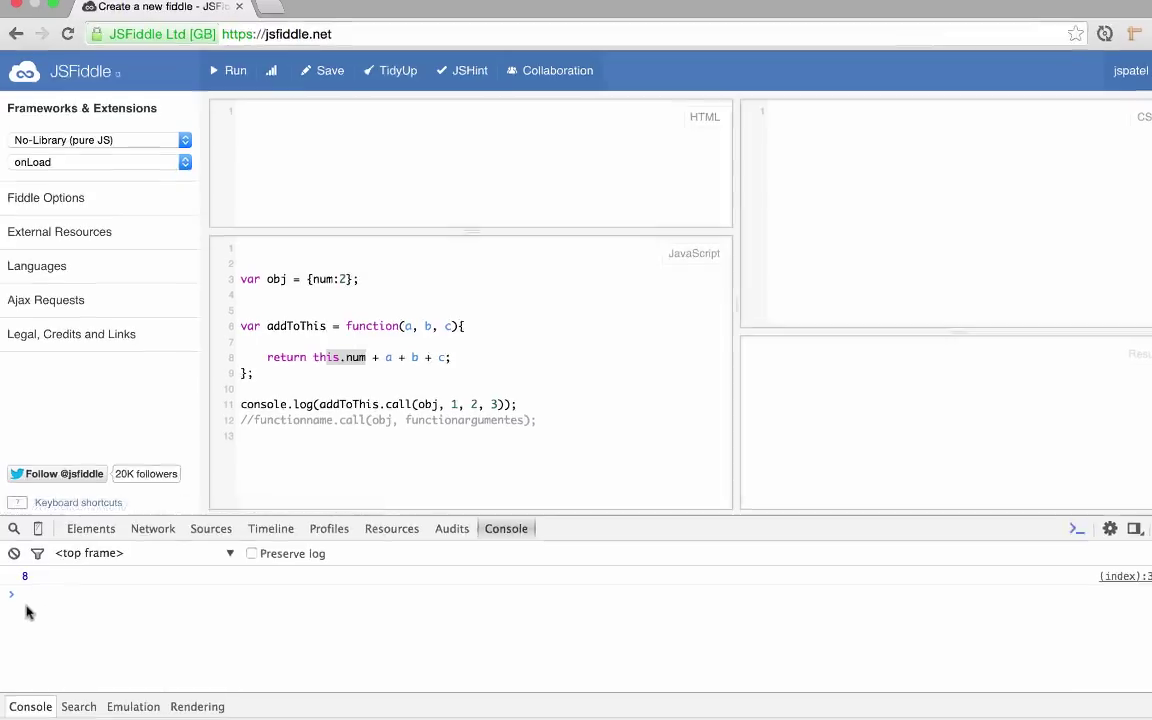 Create a new fiddle - JSFi
JSFiddle Ltd [GB] https://jsfiddle.net
JSFiddle α Run Save TidyUp JSHint Collaboration jspatel
Frameworks & Extensions
No-Library (pure JS)
onLoad
Fiddle Options
External Resources
Languages
Ajax Requests
Legal, Credits and Links
Follow @jsfiddle 20K followers
? Keyboard shortcuts
1 HTML
1 CS
JavaScript
1
2
3 var obj = {num:2};
4
5
6 var addToThis = function(a, b, c){
7
8 return this.num + a + b + c;
9 };
10
11 console.log(addToThis.call(obj, 1, 2, 3));
12 //functionname.call(obj, functionargumentes);
13
Resu
Elements Network Sources Timeline Profiles Resources Audits Console
<top frame> Preserve log
8 (index):3
Console Search Emulation Rendering